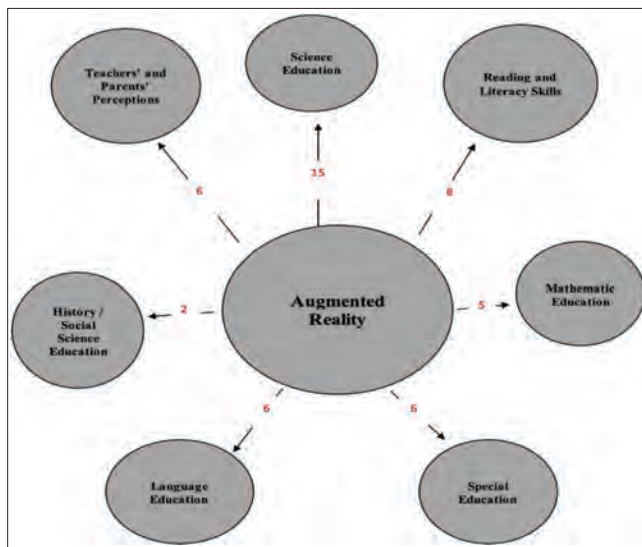 Science
Education
Teachers' and
Parents'
Perceptions
Reading and
Literacy Skills
15
6
8
Augmented
Reality
Mathematic
Education
History /
Social
Science
Education
2
5
6
6
Language
Education
Special
Education